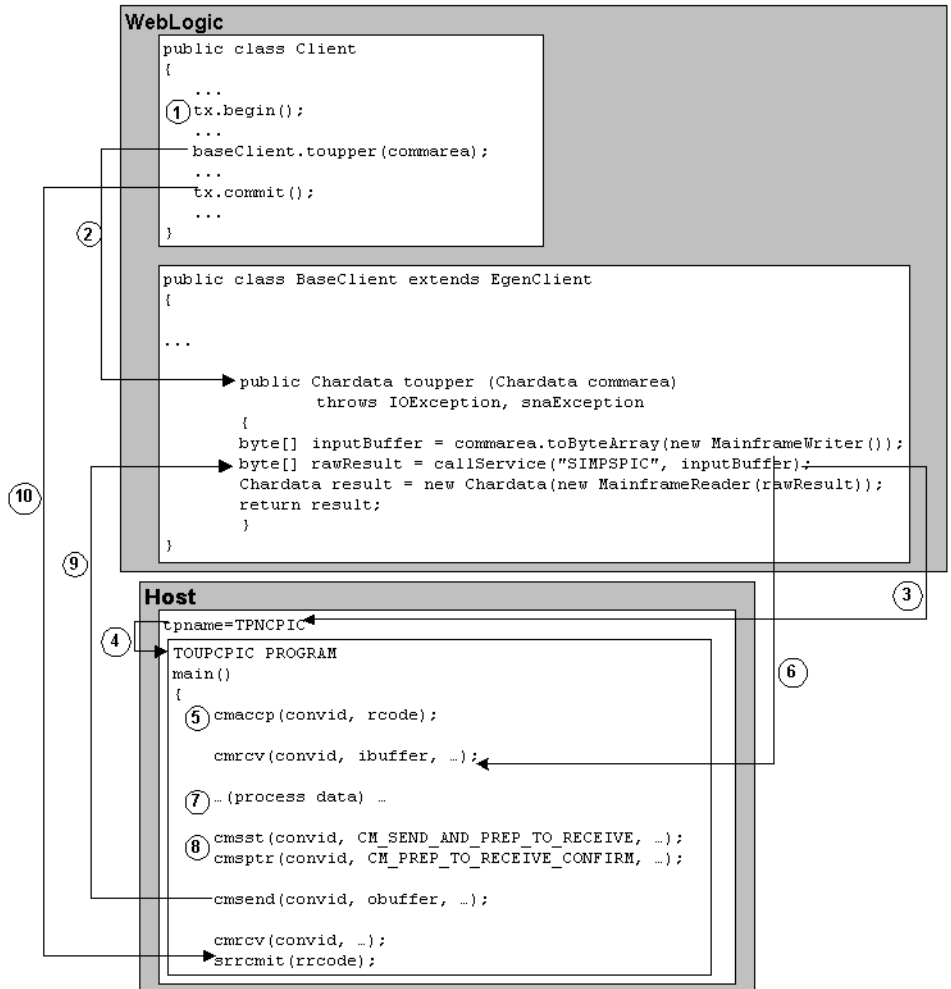 WebLogic
public class Client
{
...
1 tx.begin();
...
baseClient.toupper(commarea);
...
tx.commit();
...
}
2
public class BaseClient extends EgenClient
{
...
public Chardata toupper (Chardata commarea)
throws IOException, snaException
{
byte[] inputBuffer = commarea.toByteArray(new MainframeWriter());
byte[] rawResult = callService("SIMPSPIC", inputBuffer);
Chardata result = new Chardata(new MainframeReader(rawResult));
return result;
}
}
10
9
3
Host
tpname=TPNCPIC
4
TOUPCPIC PROGRAM
main()
{
6
5 cmaccp(convid, rcode);
cmrcv(convid, ibuffer, …);
7 …(process data) …
8 cmsst(convid, CM_SEND_AND_PREP_TO_RECEIVE, …);
cmsptr(convid, CM_PREP_TO_RECEIVE_CONFIRM, …);
cmsend(convid, obuffer, …);
cmrcv(convid, …);
srrcmit(rrcode);